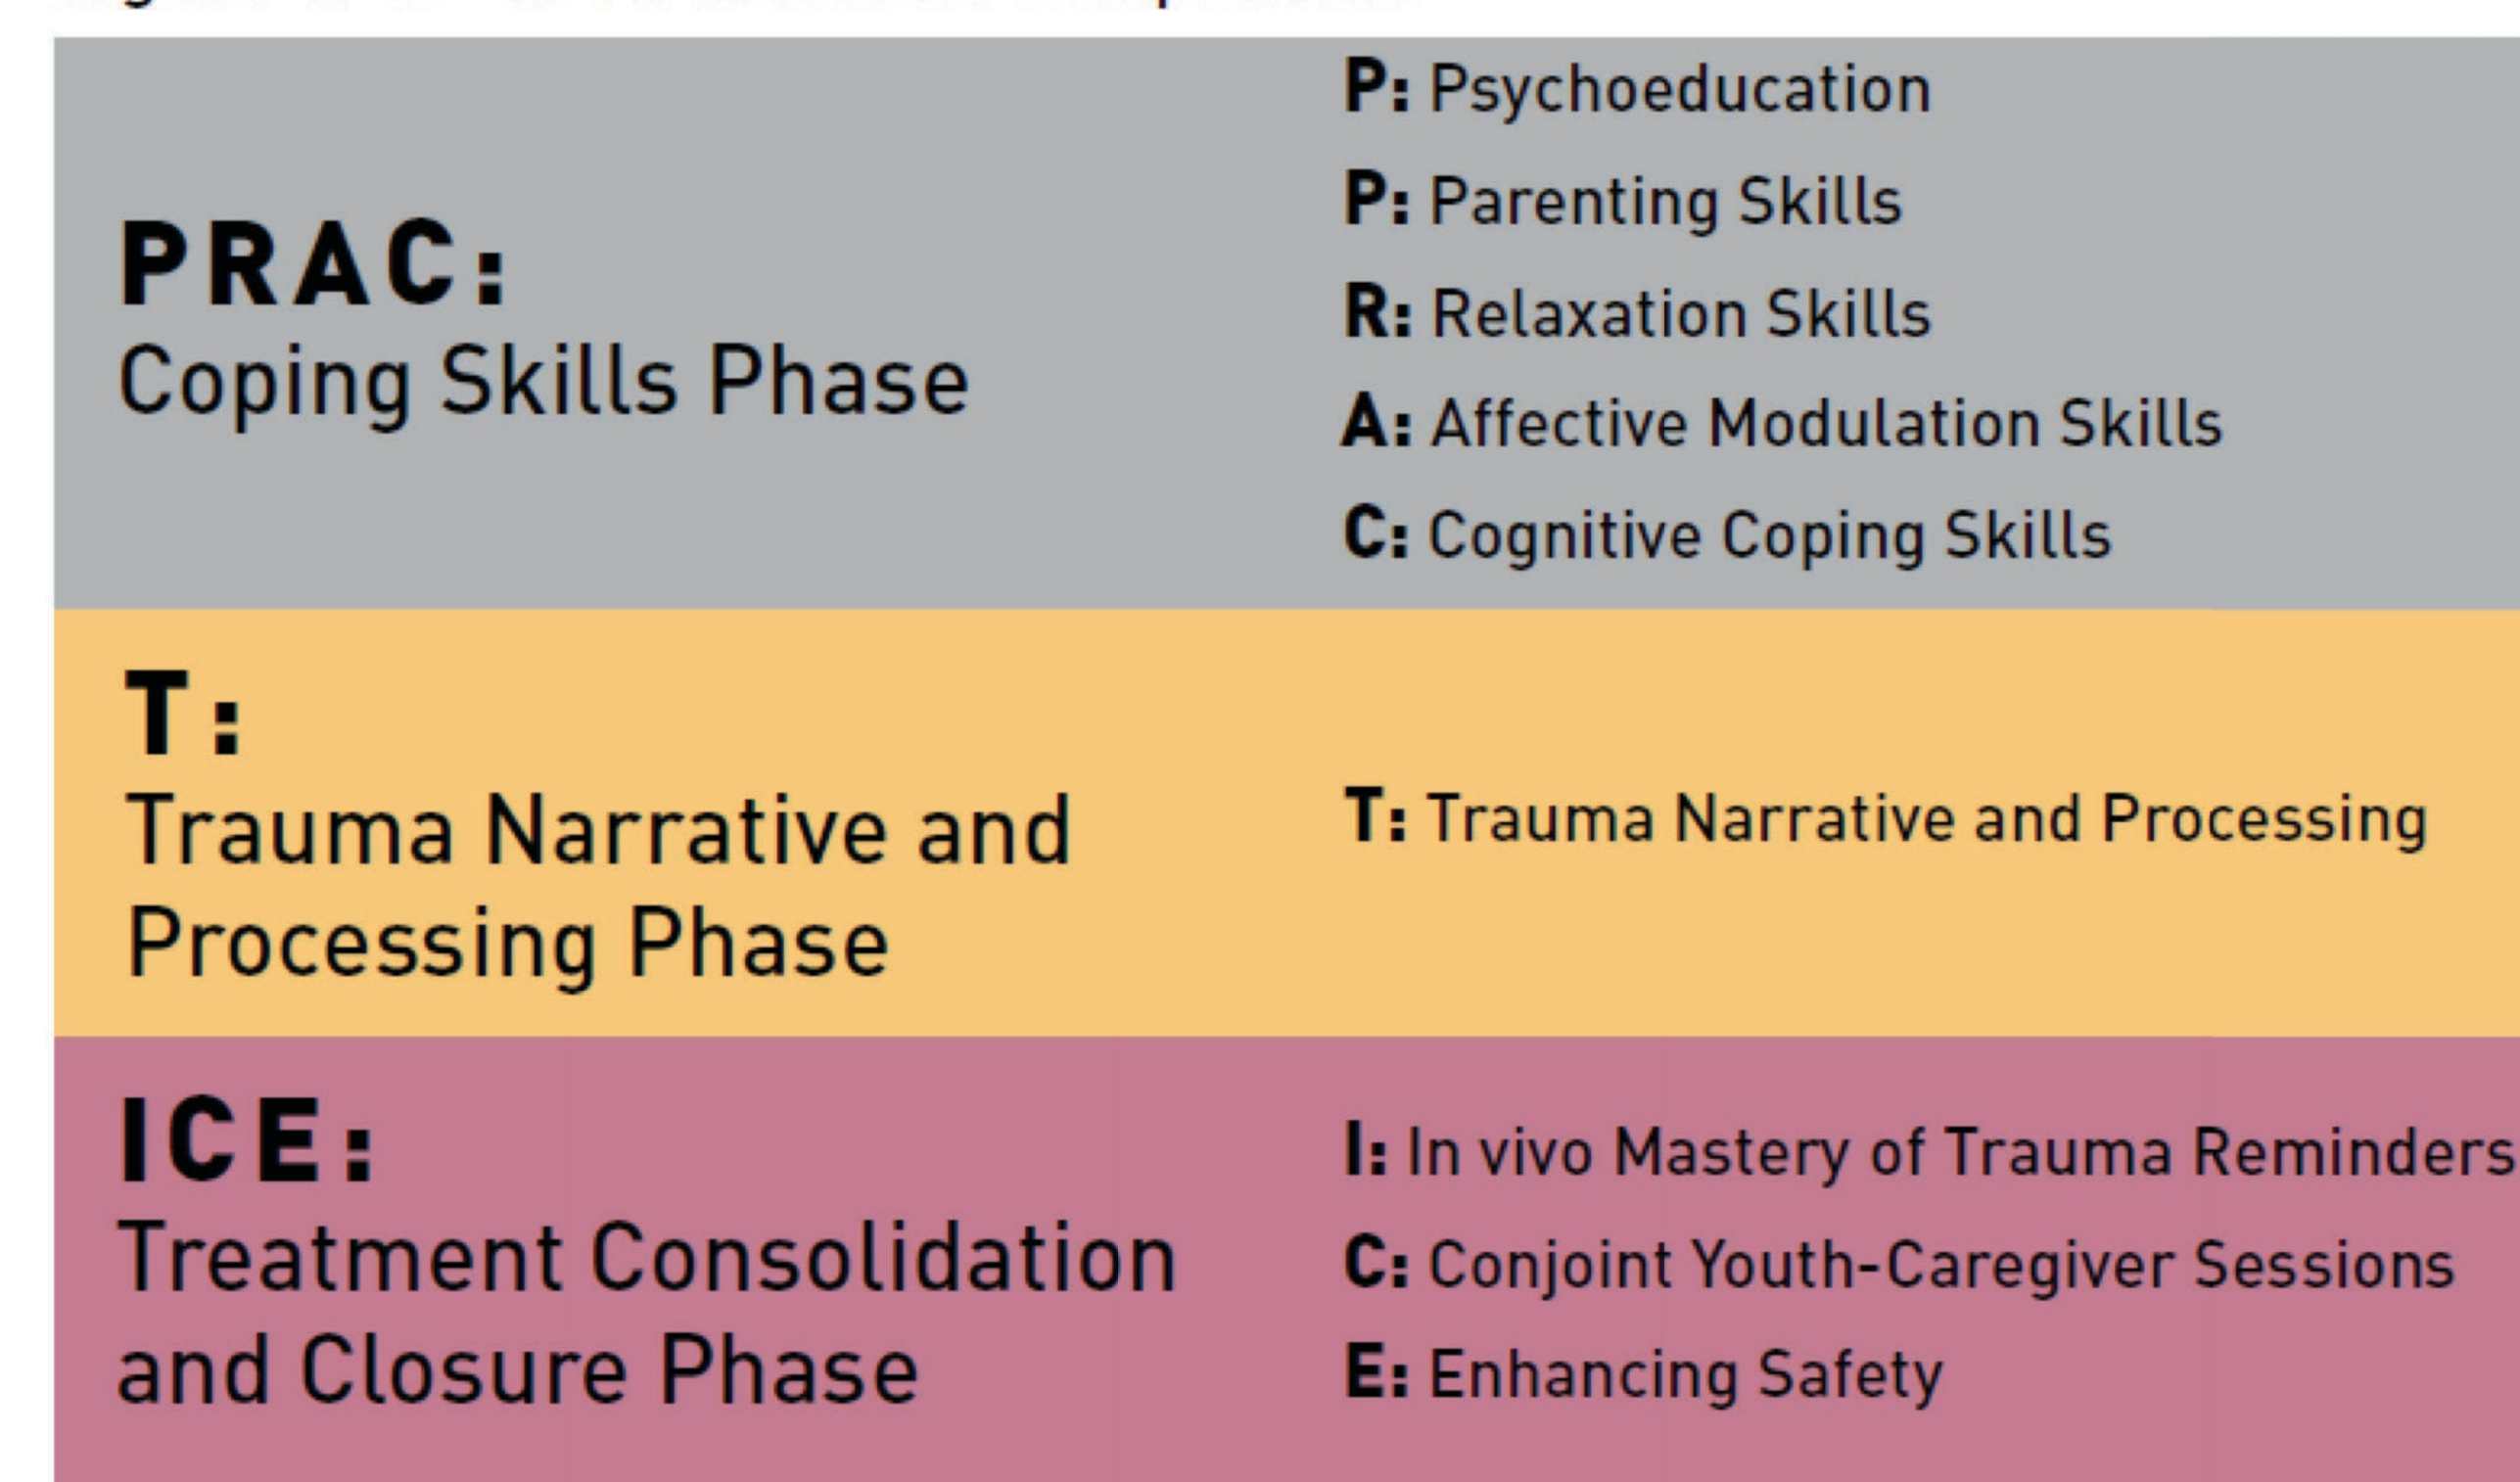 PRAC:
Coping Skills Phase
P: Psychoeducation
P: Parenting Skills
R: Relaxation Skills
A: Affective Modulation Skills
C: Cognitive Coping Skills
T:
Trauma Narrative and
Processing Phase
T: Trauma Narrative and Processing
ICE:
Treatment Consolidation
and Closure Phase
I: In vivo Mastery of Trauma Reminders
C: Conjoint Youth-Caregiver Sessions
E: Enhancing Safety